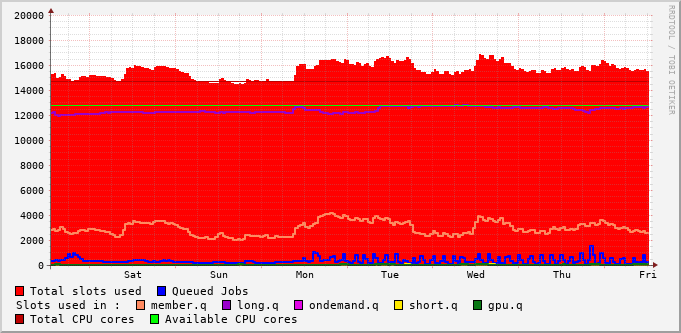 20000
18000
16000
14000
12000
10000
8000
6000
4000
2000
0
Sat Sun Mon Tue Wed Thu Fri
RRDTOOL / TOBI OETIKER
Total slots used Queued Jobs
Slots used in : member.q long.q ondemand.q short.q gpu.q
Total CPU cores Available CPU cores